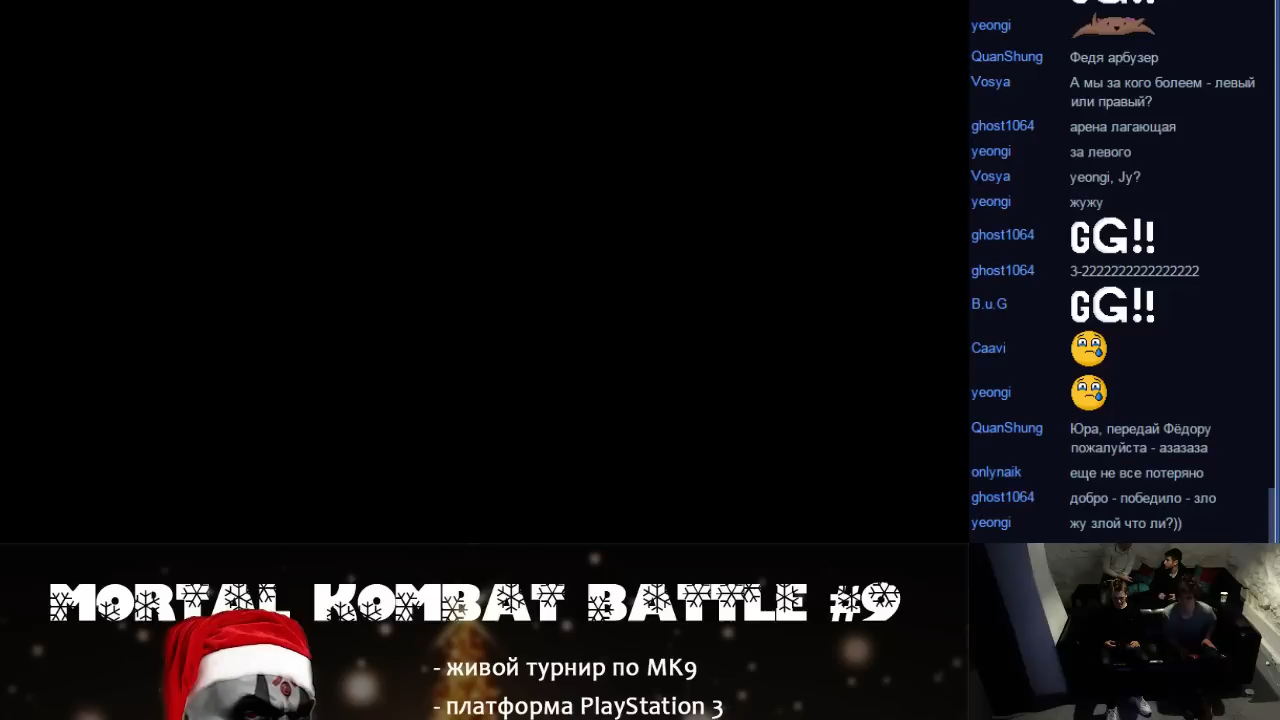 yeongi
QuanShung Федя арбузер
Vosya А мы за кого болеем - левый
или правый?
ghost1064 арена лагающая
yeongi за левого
Vosya yeongi, Jy?
yeongi жужу
ghost1064 GG!!
ghost1064 3-2222222222222222
B.u.G GG!!
Caavi
yeongi
QuanShung Юра, передай Фёдору
пожалуйста - азазаза
onlynaik еще не все потеряно
ghost1064 добро - победило - зло
yeongi жу злой что ли?))
MORTAL KOMBAT BATTLE #9
- живой турнир по MK9
- платформа PlayStation 3